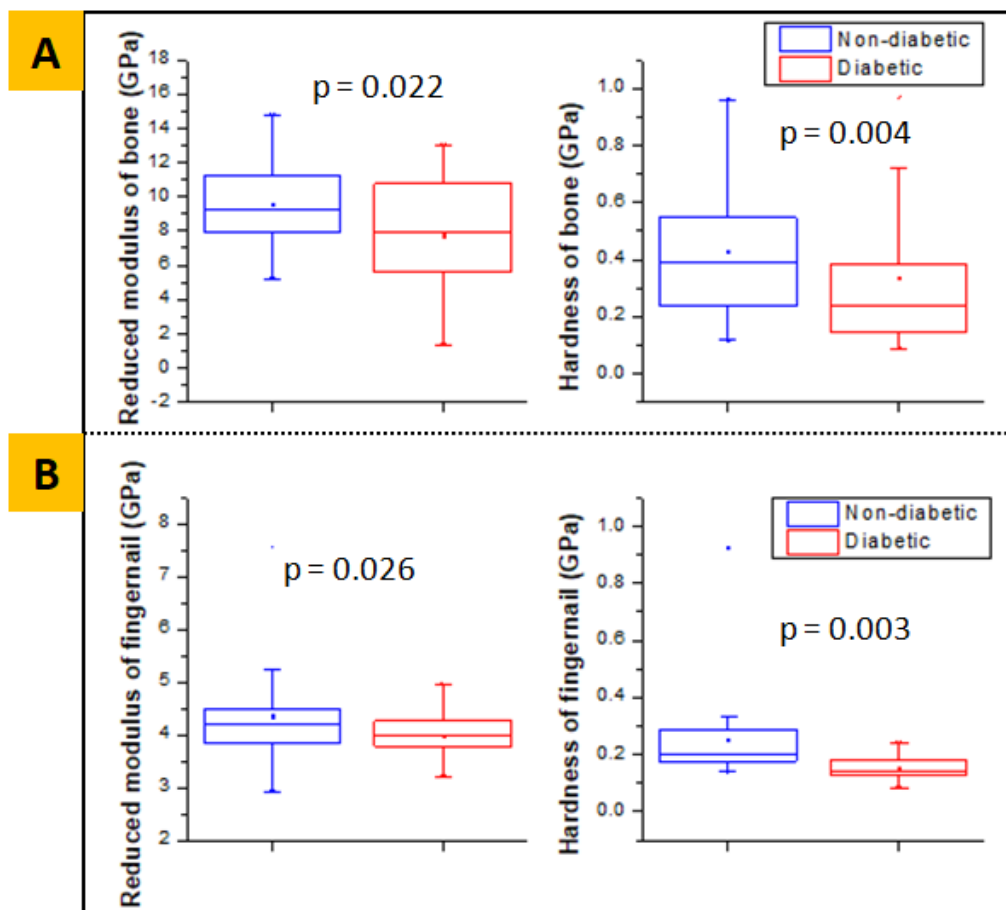 A
Reduced modulus of bone (GPa)
18
16
14
12
10
8
6
4
2
0
-2
p = 0.022
Hardness of bone (GPa)
1.0
0.8
0.6
0.4
0.2
0.0
Non-diabetic
Diabetic
p = 0.004
B
Reduced modulus of fingernail (GPa)
8
7
6
5
4
3
2
p = 0.026
Hardness of fingernail (GPa)
1.0
0.8
0.6
0.4
0.2
0.0
Non-diabetic
Diabetic
p = 0.003